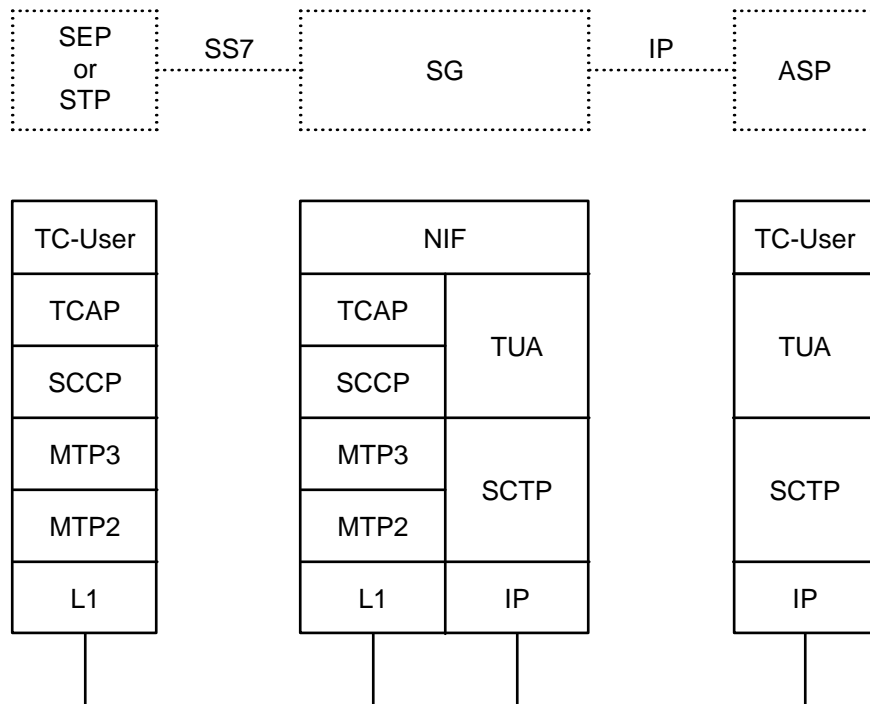 SEP
or
STP
SS7
SG
IP
ASP
TC-User
TCAP
SCCP
MTP3
MTP2
L1
NIF
TCAP
SCCP
MTP3
MTP2
L1
TUA
SCTP
IP
TC-User
TUA
SCTP
IP